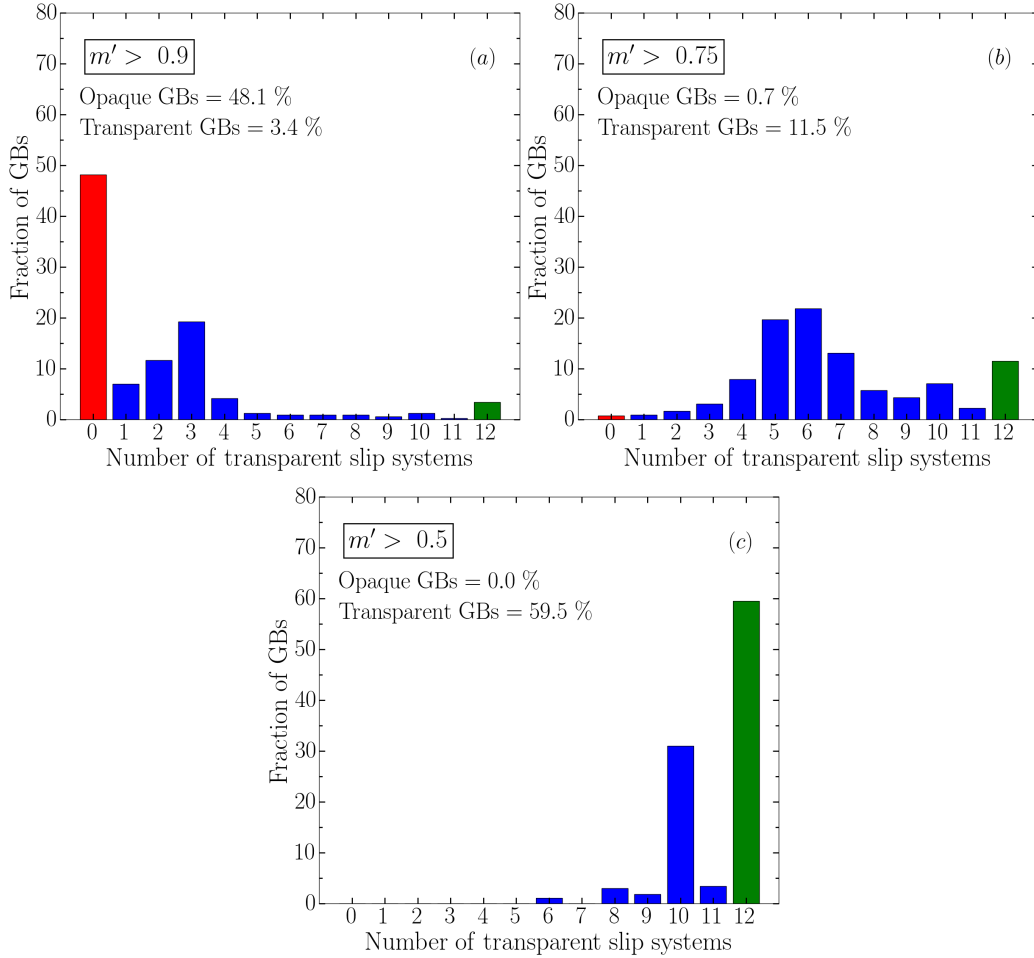 m′ > 0.9
(a)
Opaque GBs = 48.1 %
Transparent GBs = 3.4 %
Fraction of GBs
80
70
60
50
40
30
20
10
0
0 1 2 3 4 5 6 7 8 9 10 11 12
Number of transparent slip systems
m′ > 0.75
(b)
Opaque GBs = 0.7 %
Transparent GBs = 11.5 %
Fraction of GBs
80
70
60
50
40
30
20
10
0
0 1 2 3 4 5 6 7 8 9 10 11 12
Number of transparent slip systems
m′ > 0.5
(c)
Opaque GBs = 0.0 %
Transparent GBs = 59.5 %
Fraction of GBs
80
70
60
50
40
30
20
10
0
0 1 2 3 4 5 6 7 8 9 10 11 12
Number of transparent slip systems